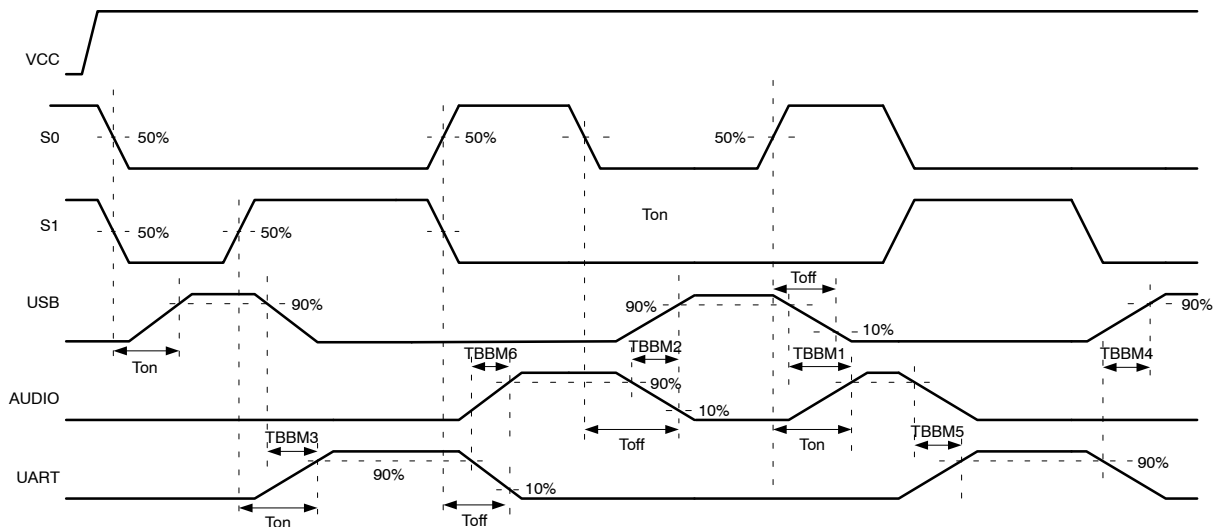 VCC
S0
50%
50%
50%
S1
50%
50%
Ton
USB
90%
90%
Toff
10%
90%
Ton
TBBM6
TBBM2
TBBM1
TBBM4
AUDIO
90%
10%
Toff
Ton
TBBM3
TBBM5
UART
90%
10%
90%
Ton
Toff